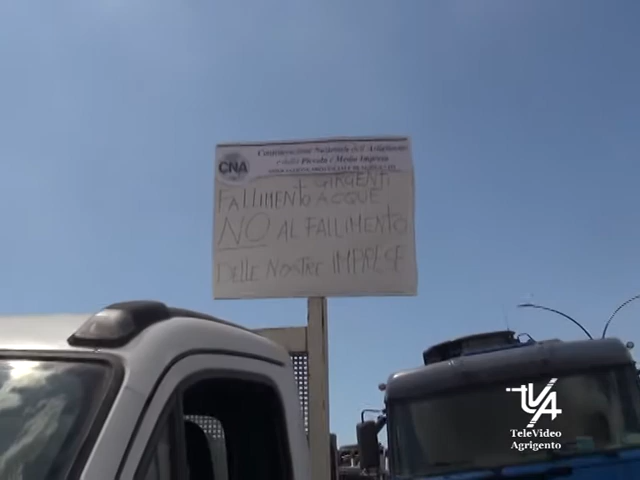 CNA
Confederazione Nazionale dell'Artigianato
e della Piccola e Media Impresa
GIRGENTI
FALLIMENTO ACQUE
NO AL FALLIMENTO
DELLE NOSTRE IMPRESE
TVA
TeleVideo
Agrigento